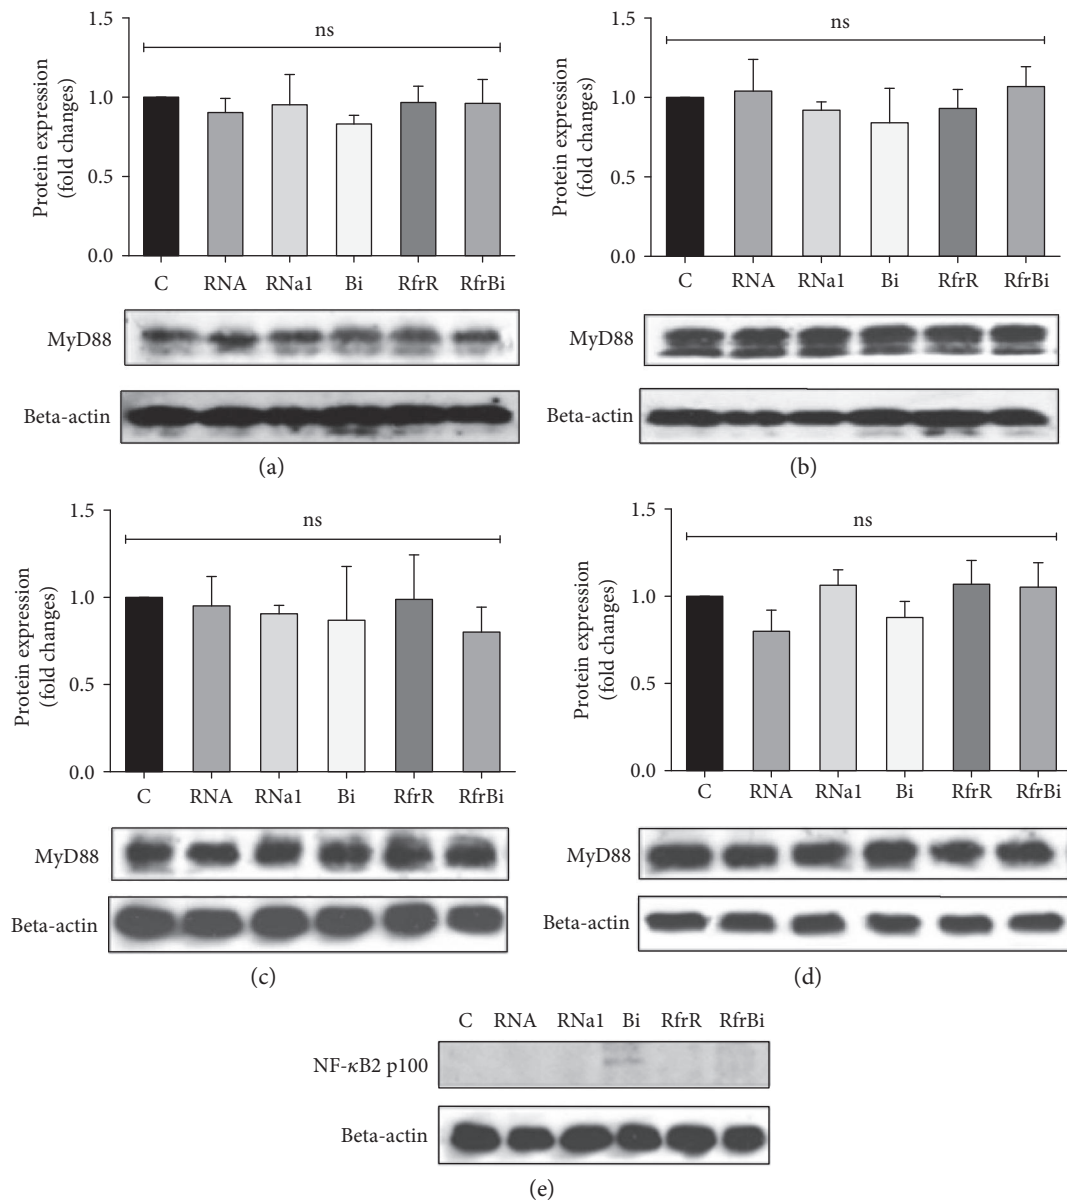 1.5
1.0
0.5
0.0
Protein expression
(fold changes)
ns
C RNA RNa1 Bi RfrR RfrBi
MyD88
Beta-actin
(a)
1.5
1.0
0.5
0.0
Protein expression
(fold changes)
ns
C RNA RNa1 Bi RfrR RfrBi
MyD88
Beta-actin
(b)
1.5
1.0
0.5
0.0
Protein expression
(fold changes)
ns
C RNA RNa1 Bi RfrR RfrBi
MyD88
Beta-actin
(c)
1.5
1.0
0.5
0.0
Protein expression
(fold changes)
ns
C RNA RNa1 Bi RfrR RfrBi
MyD88
Beta-actin
(d)
C RNA RNa1 Bi RfrR RfrBi
NF-κB2 p100
Beta-actin
(e)